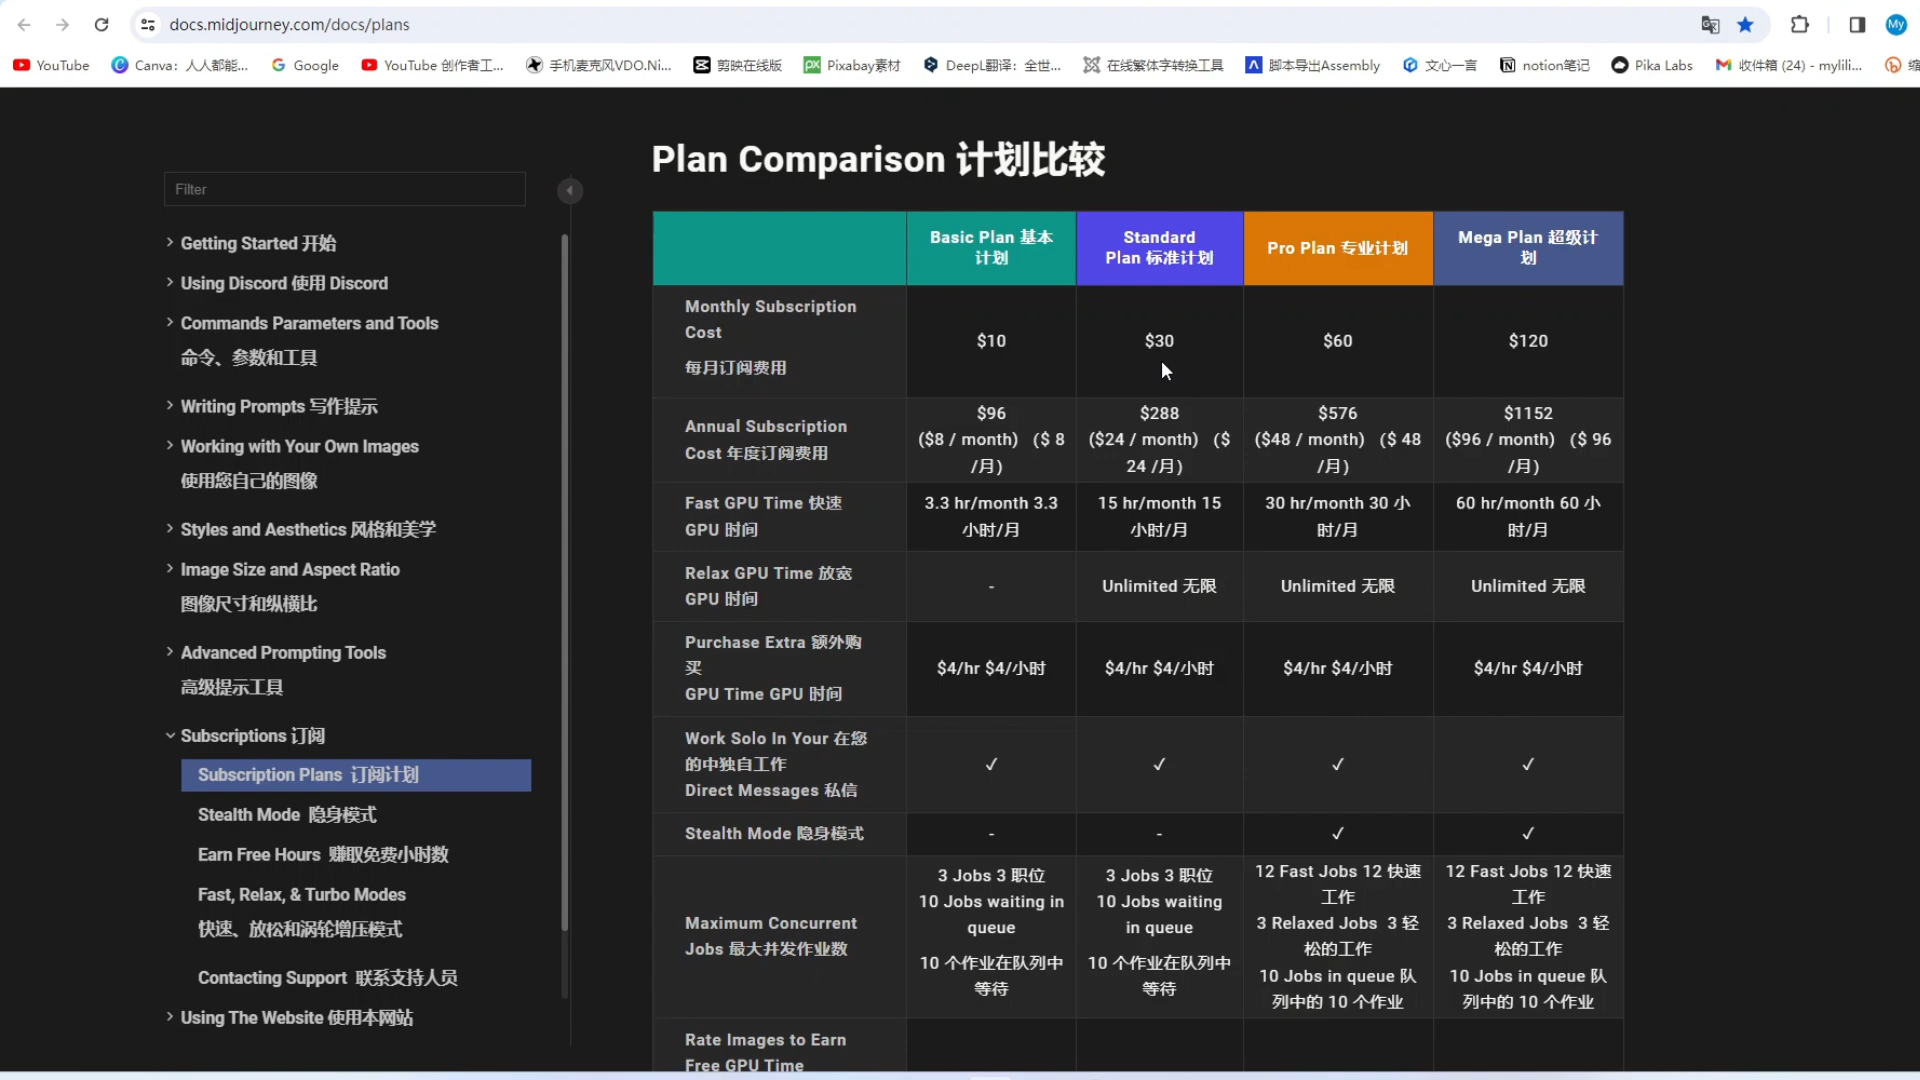 docs.midjourney.com/docs/plans
My
YouTube
Canva：人人都能...
Google
YouTube 创作者工...
手机麦克风VDO.Ni...
剪映在线版
Pixabay素材
DeepL翻译：全世...
在线繁体字转换工具
脚本导出Assembly
文心一言
notion笔记
Pika Labs
收件箱 (24) - mylili...
缩
Filter
Getting Started 开始
Using Discord 使用 Discord
Commands Parameters and Tools
命令、参数和工具
Writing Prompts 写作提示
Working with Your Own Images
使用您自己的图像
Styles and Aesthetics 风格和美学
Image Size and Aspect Ratio
图像尺寸和纵横比
Advanced Prompting Tools
高级提示工具
Subscriptions 订阅
Subscription Plans 订阅计划
Stealth Mode 隐身模式
Earn Free Hours 赚取免费小时数
Fast, Relax, & Turbo Modes
快速、放松和涡轮增压模式
Contacting Support 联系支持人员
Using The Website 使用本网站
Plan Comparison 计划比较
Basic Plan 基本
计划
Standard
Plan 标准计划
Pro Plan 专业计划
Mega Plan 超级计
划
Monthly Subscription
Cost
每月订阅费用
$10
$30
$60
$120
Annual Subscription
Cost 年度订阅费用
$96
($8 / month) ($ 8
/月)
$288
($24 / month) ($
24 /月)
$576
($48 / month) ($ 48
/月)
$1152
($96 / month) ($ 96
/月)
Fast GPU Time 快速
GPU 时间
3.3 hr/month 3.3
小时/月
15 hr/month 15
小时/月
30 hr/month 30 小
时/月
60 hr/month 60 小
时/月
Relax GPU Time 放宽
GPU 时间
-
Unlimited 无限
Unlimited 无限
Unlimited 无限
Purchase Extra 额外购
买
GPU Time GPU 时间
$4/hr $4/小时
$4/hr $4/小时
$4/hr $4/小时
$4/hr $4/小时
Work Solo In Your 在您
的中独自工作
Direct Messages 私信
✓
✓
✓
✓
Stealth Mode 隐身模式
-
-
✓
✓
Maximum Concurrent
Jobs 最大并发作业数
3 Jobs 3 职位
10 Jobs waiting in
queue
10 个作业在队列中
等待
3 Jobs 3 职位
10 Jobs waiting
in queue
10 个作业在队列中
等待
12 Fast Jobs 12 快速
工作
3 Relaxed Jobs 3 轻
松的工作
10 Jobs in queue 队
列中的 10 个作业
12 Fast Jobs 12 快速
工作
3 Relaxed Jobs 3 轻
松的工作
10 Jobs in queue 队
列中的 10 个作业
Rate Images to Earn
Free GPU Time